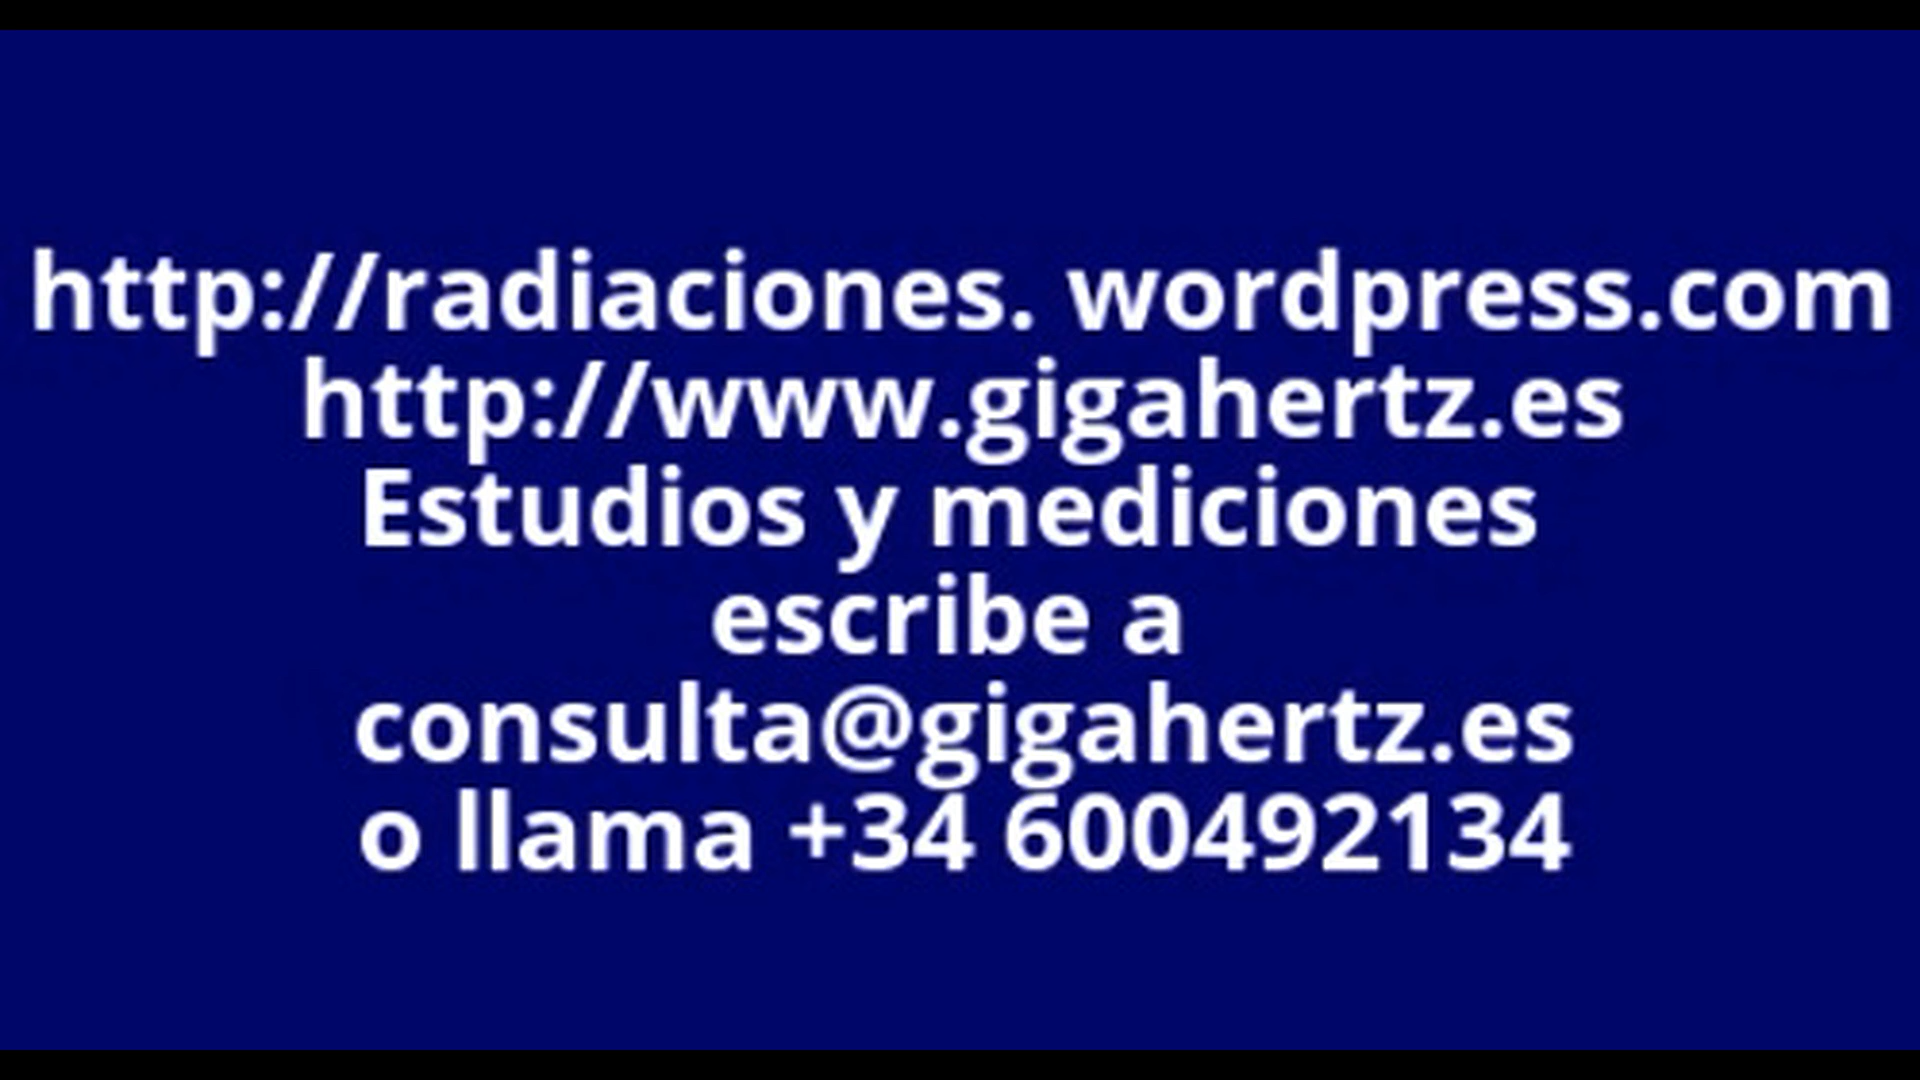 http://radiaciones. wordpress.com
http://www.gigahertz.es
Estudios y mediciones
escribe a
consulta@gigahertz.es
o llama +34 600492134